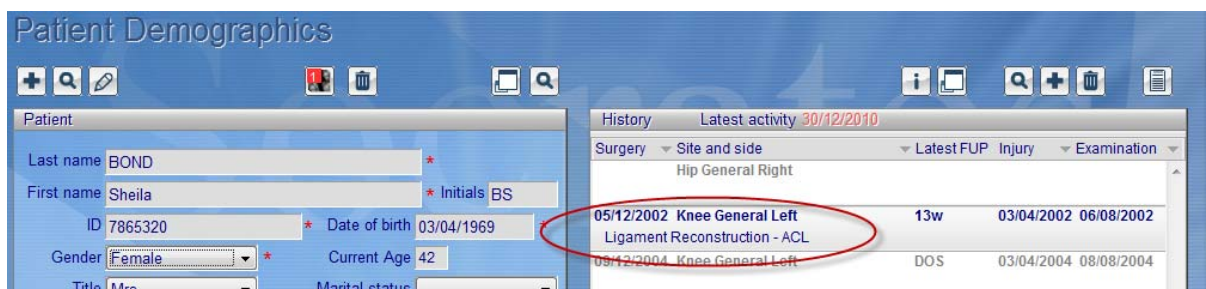 Patient Demographics
Patient
Last name BOND *
First name Sheila * Initials BS
ID 7865320 * Date of birth 03/04/1969 *
Gender Female * Current Age 42
Title Mrs Marital status
1
History Latest activity 30/12/2010
Surgery Site and side Latest FUP Injury Examination
Hip General Right
05/12/2002 Knee General Left 13w 03/04/2002 06/08/2002
Ligament Reconstruction - ACL
09/12/2004 Knee General Left DOS 03/04/2004 08/08/2004